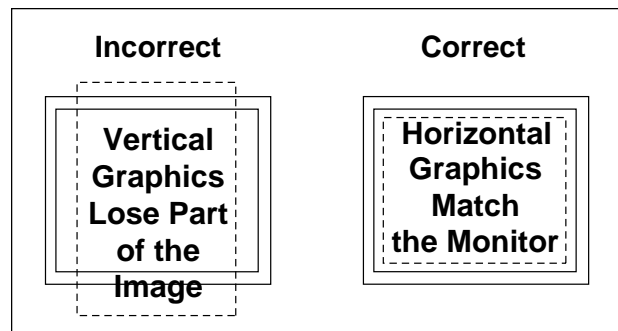 Incorrect
Vertical
Graphics
Lose Part
of the
Image
Correct
Horizontal
Graphics
Match
the Monitor